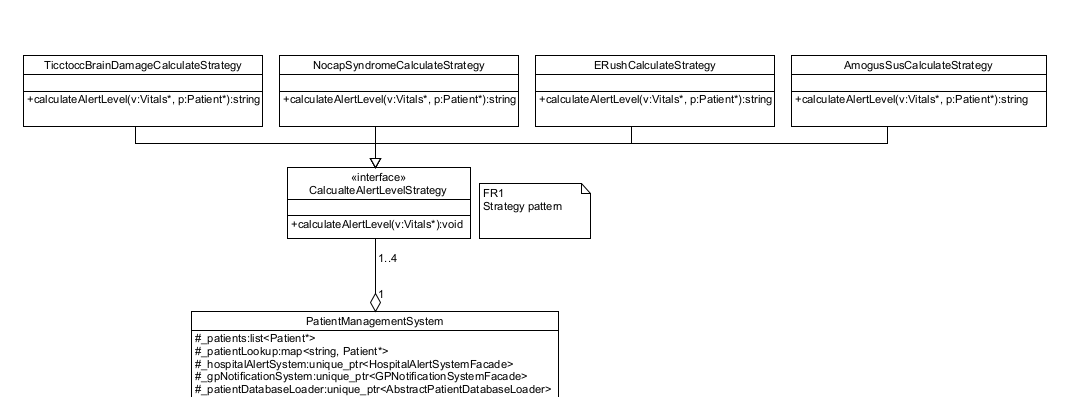 TicctoccBrainDamageCalculateStrategy
+calculateAlertLevel(v:Vitals*, p:Patient*):string
NocapSyndromeCalculateStrategy
+calculateAlertLevel(v:Vitals*, p:Patient*):string
ERushCalculateStrategy
+calculateAlertLevel(v:Vitals*, p:Patient*):string
AmogusSusCalculateStrategy
+calculateAlertLevel(v:Vitals*, p:Patient*):string
«interface»
CalcualteAlertLevelStrategy
+calculateAlertLevel(v:Vitals*):void
FR1
Strategy pattern
1..4
1
PatientManagementSystem
#_patients:list<Patient*>
#_patientLookup:map<string, Patient*>
#_hospitalAlertSystem:unique_ptr<HospitalAlertSystemFacade>
#_gpNotificationSystem:unique_ptr<GPNotificationSystemFacade>
#_patientDatabaseLoader:unique_ptr<AbstractPatientDatabaseLoader>